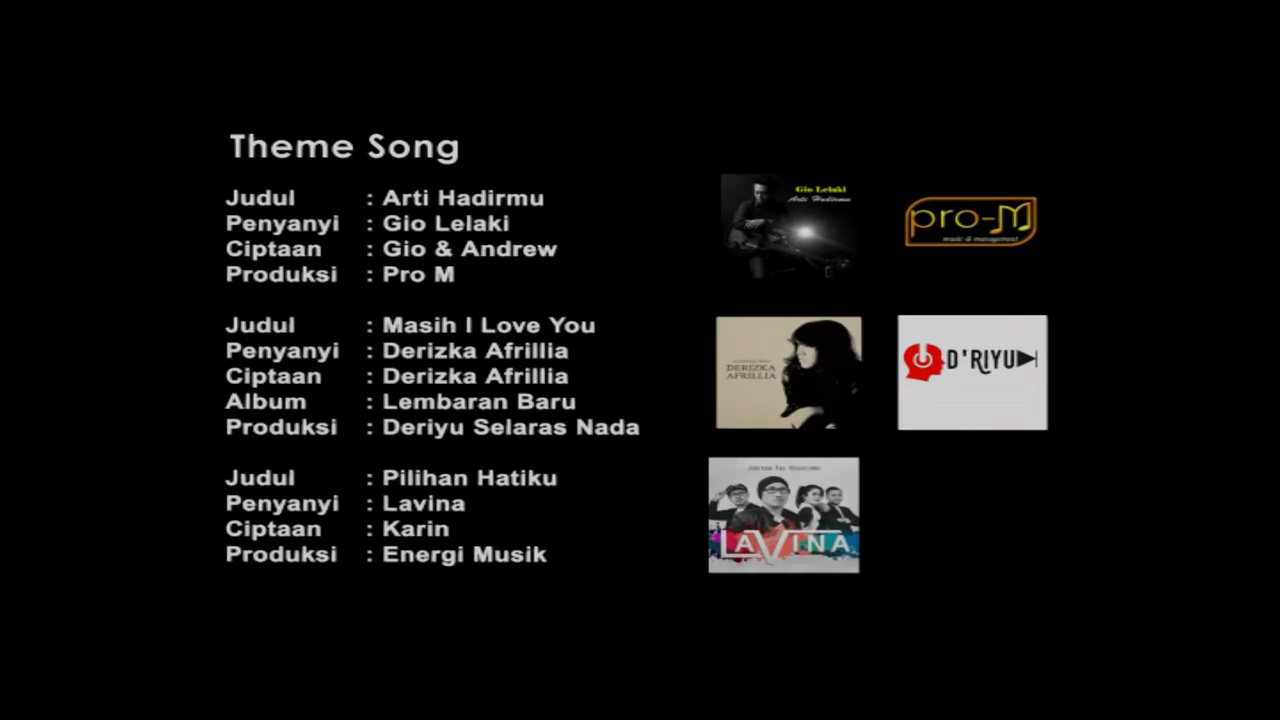 Theme Song
Judul : Arti Hadirmu
Penyanyi : Gio Lelaki
Ciptaan : Gio & Andrew
Produksi : Pro M
Gio Lelaki
Arti Hadirmu
pro-M
music & management
Judul : Masih I Love You
Penyanyi : Derizka Afrillia
Ciptaan : Derizka Afrillia
Album : Lembaran Baru
Produksi : Deriyu Selaras Nada
DERIZKA
AFRILLIA
D'RIYU
Judul : Pilihan Hatiku
Penyanyi : Lavina
Ciptaan : Karin
Produksi : Energi Musik
LAVINA